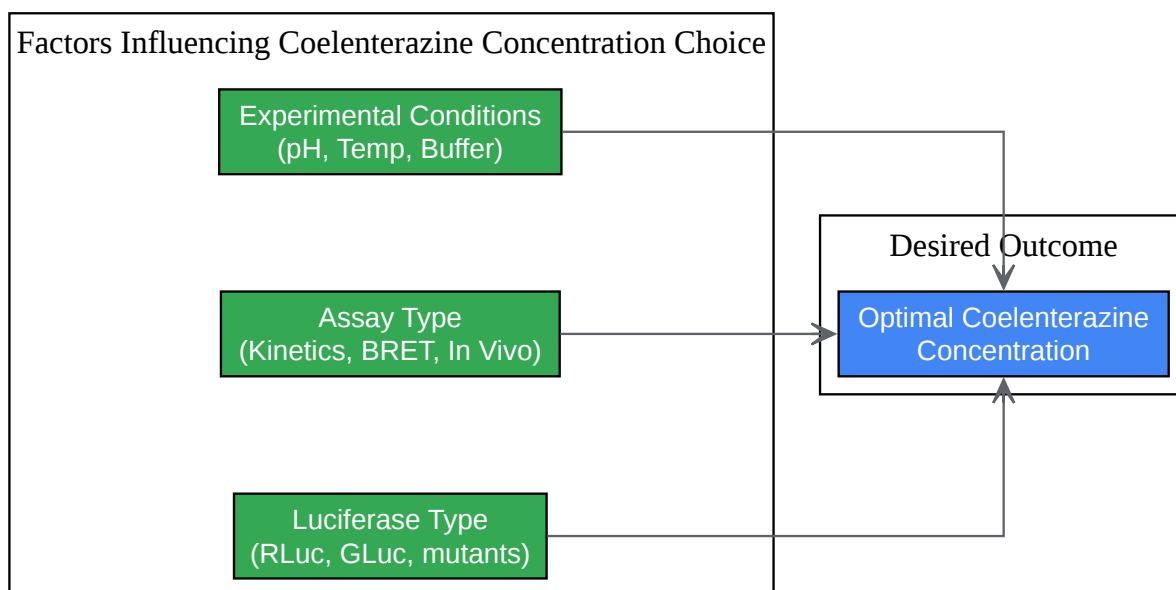 Factors Influencing Coelenterazine Concentration Choice
Experimental Conditions
(pH, Temp, Buffer)
Assay Type
(Kinetics, BRET, In Vivo)
Luciferase Type
(RLuc, GLuc, mutants)
Desired Outcome
Optimal Coelenterazine
Concentration